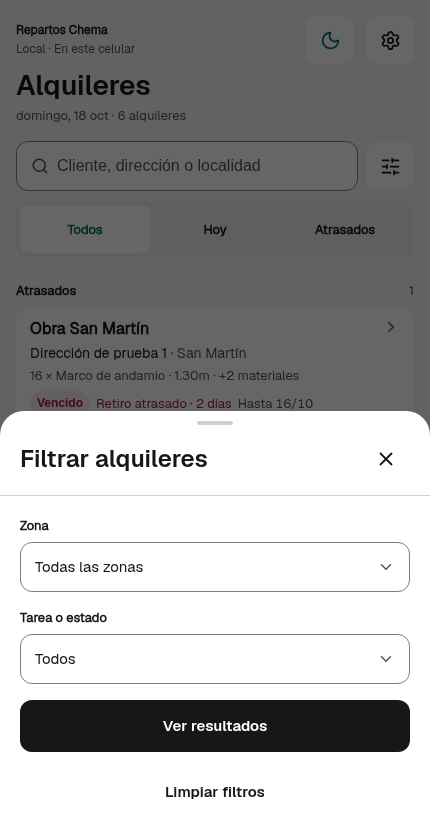 Repartos Chema
Local · En este celular
Alquileres
domingo, 18 oct · 6 alquileres
Cliente, dirección o localidad
Todos
Hoy
Atrasados
Atrasados
1
Obra San Martín
Dirección de prueba 1 · San Martín
16 × Marco de andamio · 1.30m · +2 materiales
Vencido Retiro atrasado · 2 días Hasta 16/10
Filtrar alquileres
Zona
Todas las zonas
Tarea o estado
Todos
Ver resultados
Limpiar filtros